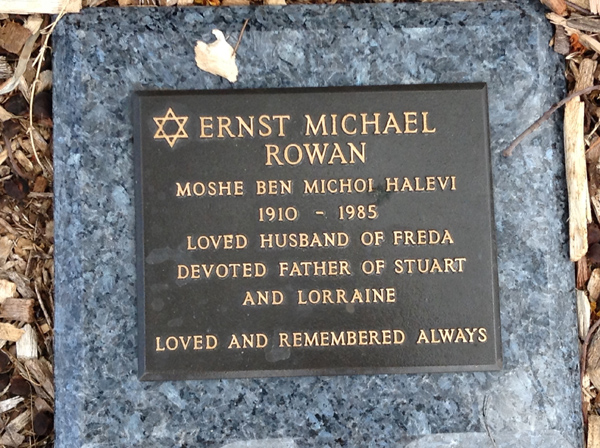 ERNST MICHAEL
ROWAN
MOSHE BEN MICHOI HALEVI
1910 - 1985
LOVED HUSBAND OF FREDA
DEVOTED FATHER OF STUART
AND LORRAINE
LOVED AND REMEMBERED ALWAYS